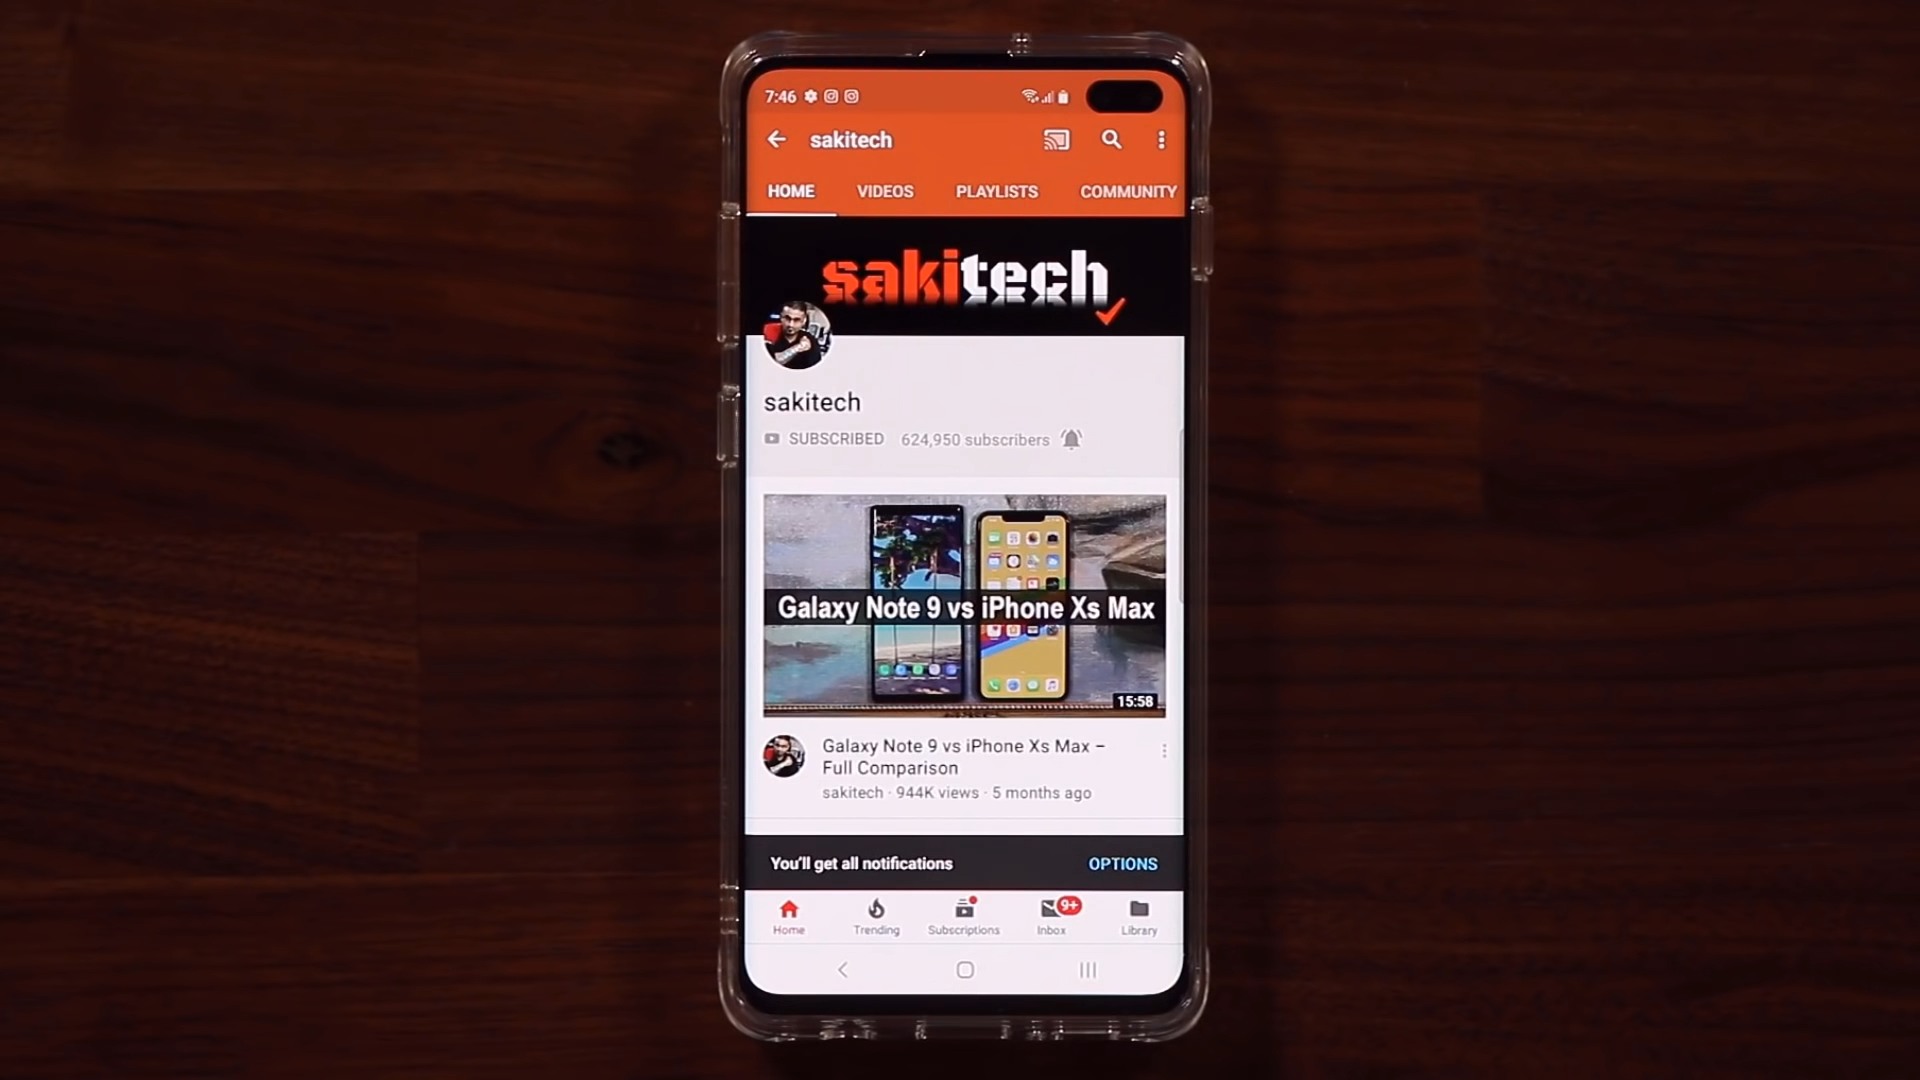 7:46
sakitech
HOME VIDEOS PLAYLISTS COMMUNITY
sakitech
sakitech
SUBSCRIBED 624,950 subscribers
Galaxy Note 9 vs iPhone Xs Max
15:58
Galaxy Note 9 vs iPhone Xs Max –
Full Comparison
sakitech · 944K views · 5 months ago
You'll get all notifications OPTIONS
9+
Home Trending Subscriptions Inbox Library